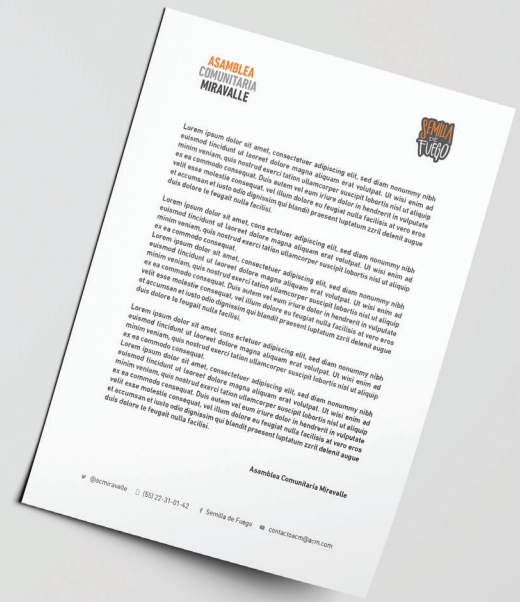 ASAMBLEA
COMUNITARIA
MIRAVALLE
SEMILLA
DE
FUEGO
Lorem ipsum dolor sit amet, consectetuer adipiscing elit, sed diam nonummy nibh
euismod tincidunt ut laoreet dolore magna aliquam erat volutpat. Ut wisi enim ad
minim veniam, quis nostrud exerci tation ullamcorper suscipit lobortis nisl ut aliquip
ex ea commodo consequat. Duis autem vel eum iriure dolor in hendrerit in vulputate
velit esse molestie consequat, vel illum dolore eu feugiat nulla facilisis at vero eros
et accumsan et iusto odio dignissim qui blandit praesent luptatum zzril delenit augue
duis dolore te feugait nulla facilisi.
Lorem ipsum dolor sit amet, cons ectetuer adipiscing elit, sed diam nonummy nibh
euismod tincidunt ut laoreet dolore magna aliquam erat volutpat. Ut wisi enim ad
minim veniam, quis nostrud exerci tation ullamcorper suscipit lobortis nisl ut aliquip
ex ea commodo consequat.
Lorem ipsum dolor sit amet, consectetuer adipiscing elit, sed diam nonummy nibh
euismod tincidunt ut laoreet dolore magna aliquam erat volutpat. Ut wisi enim ad
minim veniam, quis nostrud exerci tation ullamcorper suscipit lobortis nisl ut aliquip
ex ea commodo consequat. Duis autem vel eum iriure dolor in hendrerit in vulputate
velit esse molestie consequat, vel illum dolore eu feugiat nulla facilisis at vero eros
et accumsan et iusto odio dignissim qui blandit praesent luptatum zzril delenit augue
duis dolore te feugait nulla facilisi.
Lorem ipsum dolor sit amet, cons ectetuer adipiscing elit, sed diam nonummy nibh
euismod tincidunt ut laoreet dolore magna aliquam erat volutpat. Ut wisi enim ad
minim veniam, quis nostrud exerci tation ullamcorper suscipit lobortis nisl ut aliquip
ex ea commodo consequat.
Lorem ipsum dolor sit amet, consectetuer adipiscing elit, sed diam nonummy nibh
euismod tincidunt ut laoreet dolore magna aliquam erat volutpat. Ut wisi enim ad
minim veniam, quis nostrud exerci tation ullamcorper suscipit lobortis nisl ut aliquip
ex ea commodo consequat. Duis autem vel eum iriure dolor in hendrerit in vulputate
velit esse molestie consequat, vel illum dolore eu feugiat nulla facilisis at vero eros
et accumsan et iusto odio dignissim qui blandit praesent luptatum zzril delenit augue
duis dolore te feugait nulla facilisi.
Asamblea Comunitaria Miravalle
@acmiravalle (55) 22-31-01-42 Semilla de Fuego contactoacm@acm.com